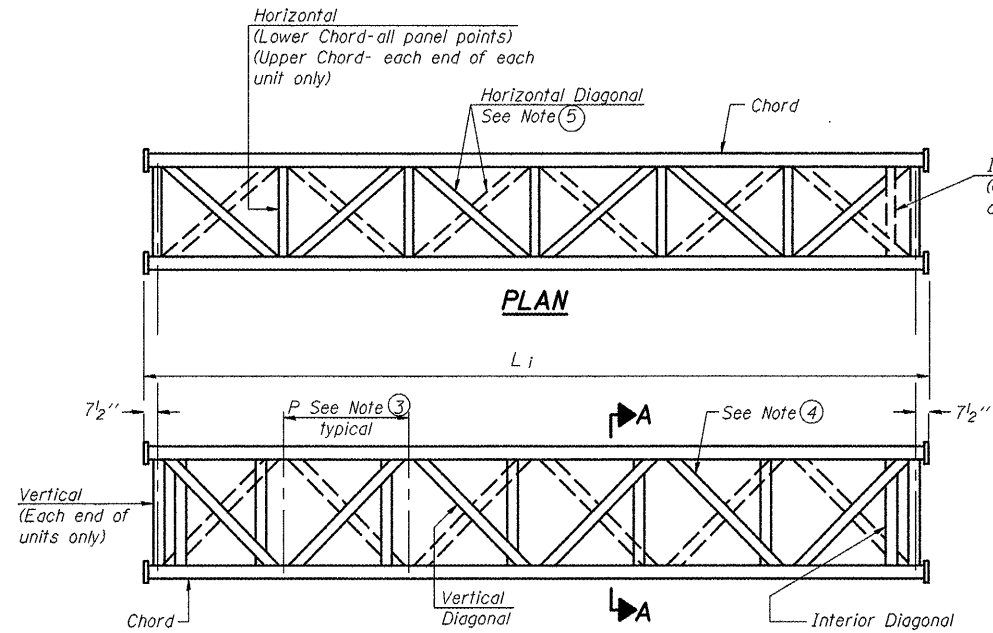 Horizontal
(Lower Chord-all panel points)
(Upper Chord- each end of each
unit only)
Horizontal Diagonal
See Note 5
Chord
PLAN
L i
7½"
P See Note 3
typical
A
See Note 4
7½"
Vertical
(Each end of
units only)
Chord
Vertical
Diagonal
A
Interior Diagonal